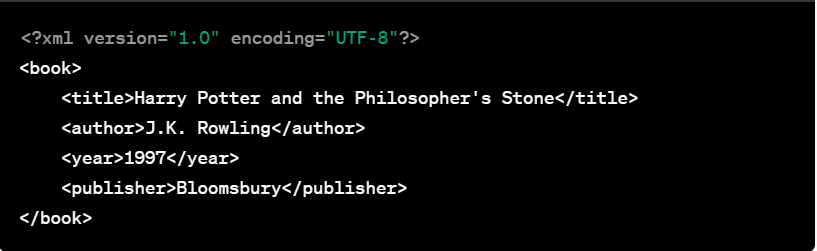 <?xml version="1.0" encoding="UTF-8"?>
<book>
    <title>Harry Potter and the Philosopher's Stone</title>
    <author>J.K. Rowling</author>
    <year>1997</year>
    <publisher>Bloomsbury</publisher>
</book>